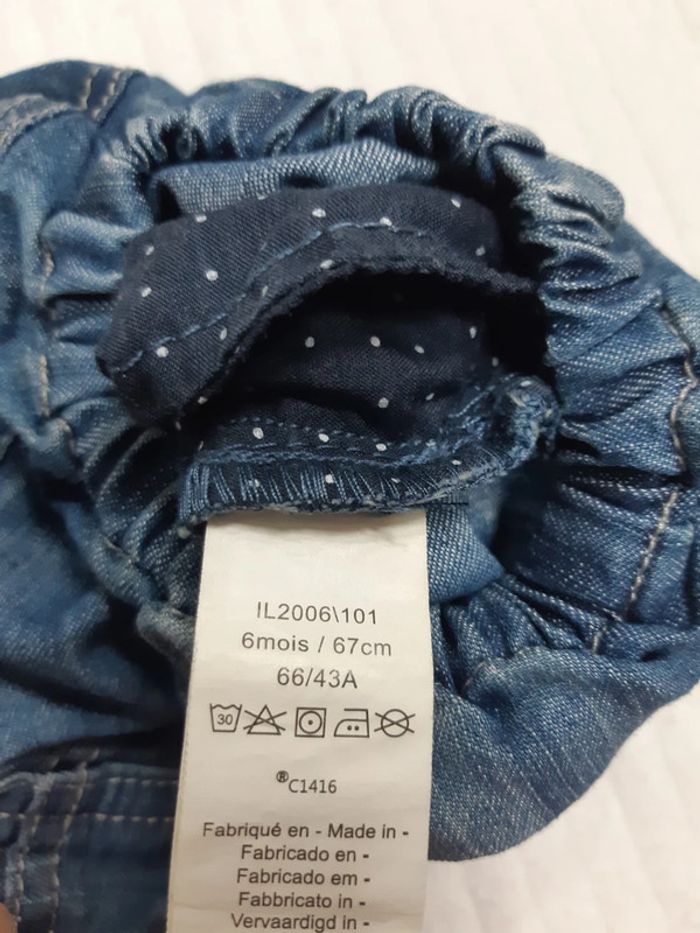 IL2006\101
6mois / 67cm
66/43A
30
®C1416
Fabriqué en - Made in -
Fabricado en -
Fabricado em -
Fabbricato in -
Vervaardigd in -